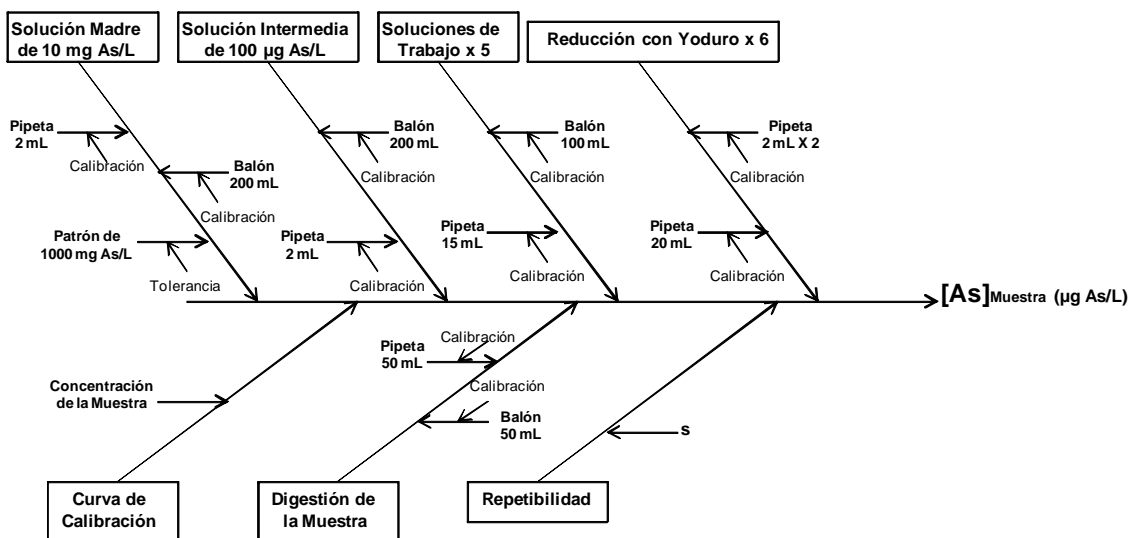 Solución Madre
de 10 mg As/L
Solución Intermedia
de 100 µg As/L
Soluciones de
Trabajo x 5
Reducción con Yoduro x 6
Pipeta
2 mL
Calibración
Balón
200 mL
Calibración
Patrón de
1000 mg As/L
Tolerancia
Balón
200 mL
Calibración
Pipeta
2 mL
Calibración
Balón
100 mL
Calibración
Pipeta
15 mL
Calibración
Pipeta
2 mL X 2
Calibración
Pipeta
20 mL
Calibración
[As]Muestra (µg As/L)
Concentración
de la Muestra
Calibración
Pipeta
50 mL
Calibración
Balón
50 mL
s
Curva de
Calibración
Digestión de
la Muestra
Repetibilidad